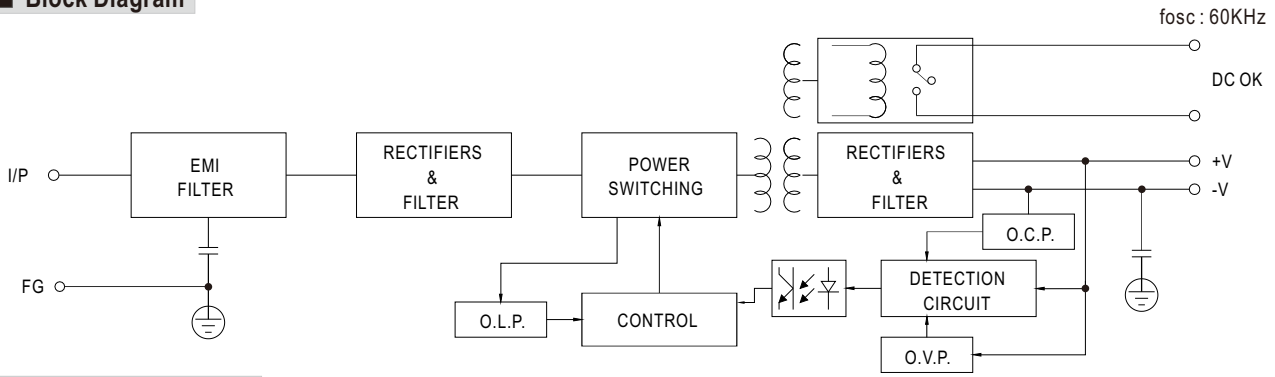 Block Diagram
fosc : 60KHz
DC OK
I/P
EMI
FILTER
RECTIFIERS
&
FILTER
POWER
SWITCHING
RECTIFIERS
&
FILTER
+V
-V
O.C.P.
FG
O.L.P.
CONTROL
DETECTION
CIRCUIT
O.V.P.